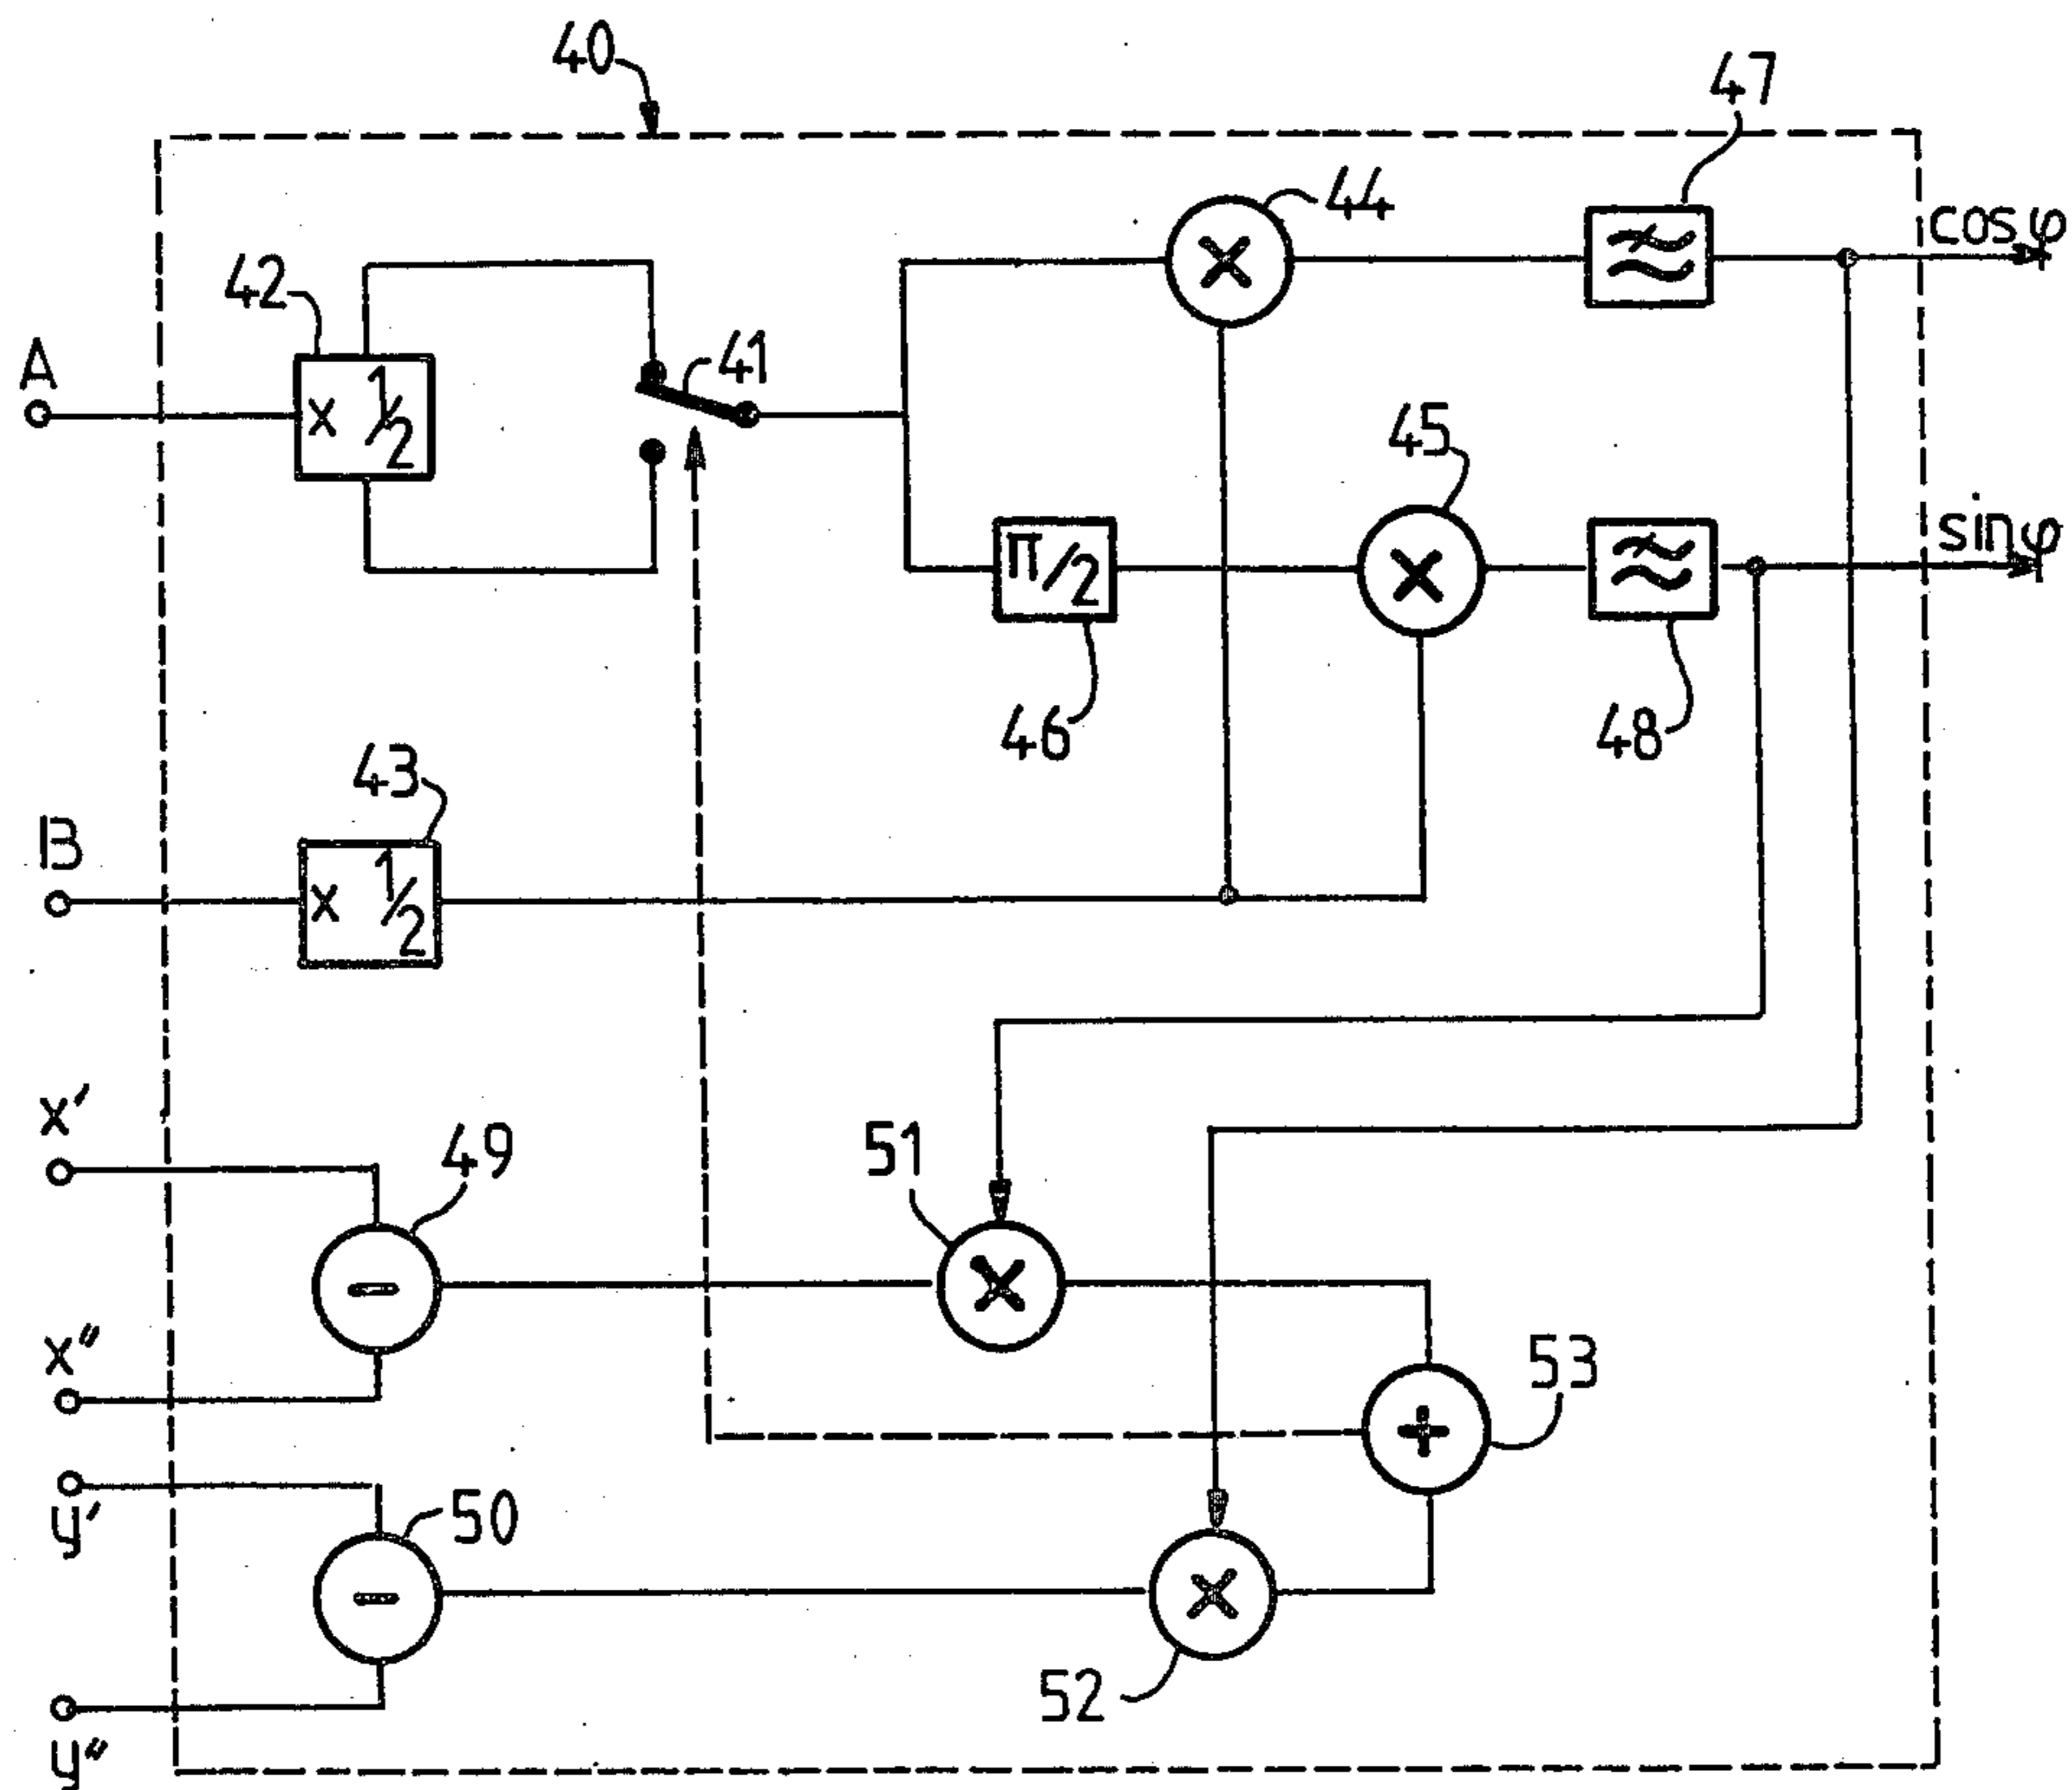 40
47
44
cos φ
42
A
41
x 1/2
45
sin φ
π/2
46
48
43
B
x 1/2
x'
49
51
x"
53
y'
50
52
y"